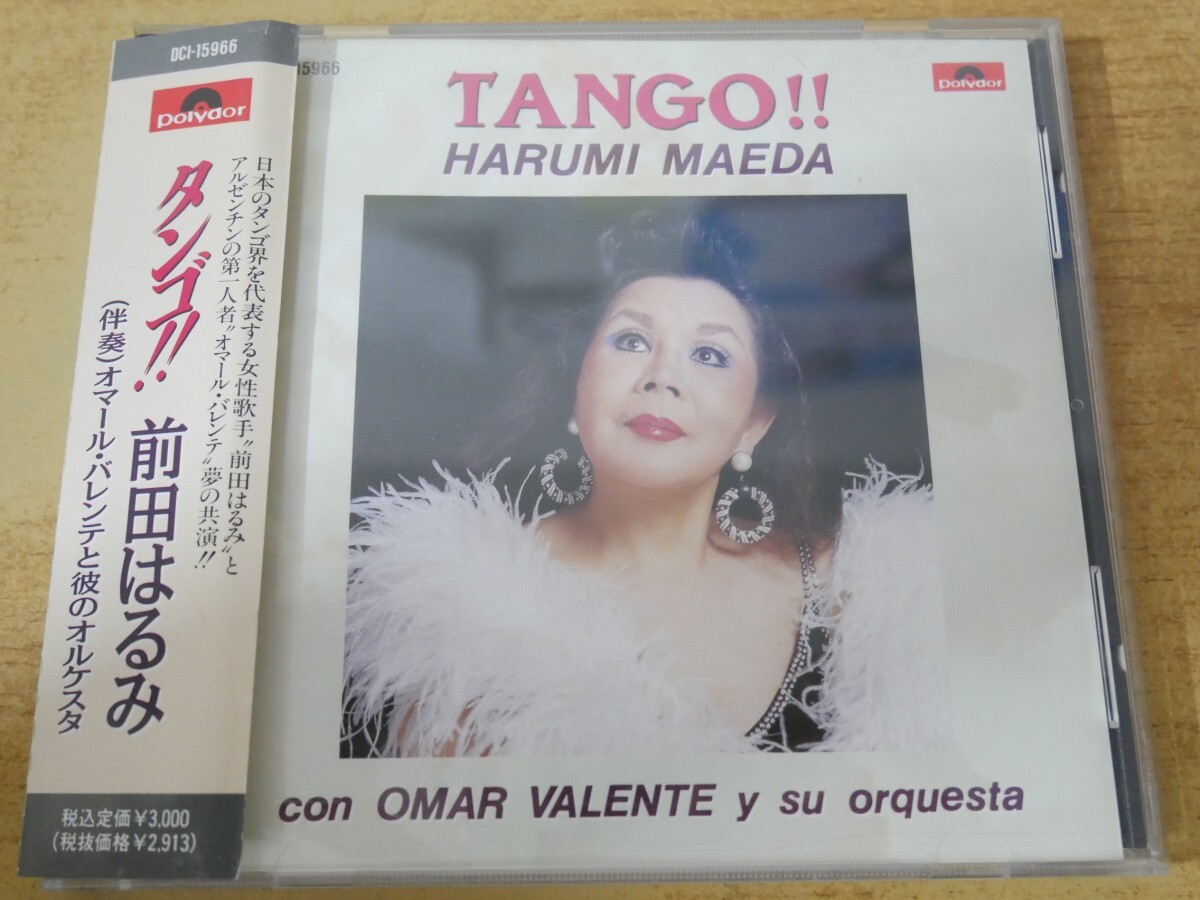 DCI-15966
polydor
タンゴ!! 前田はるみ
(伴奏)オマール・バレンテと彼のオルケスタ
日本のタンゴ界を代表する女性歌手"前田はるみ"と
アルゼンチンの第一人者"オマール・バレンテ"夢の共演!!
税込定価¥3,000
(税抜価格¥2,913)
15966
TANGO!!
HARUMI MAEDA
polydor
con OMAR VALENTE y su orquesta